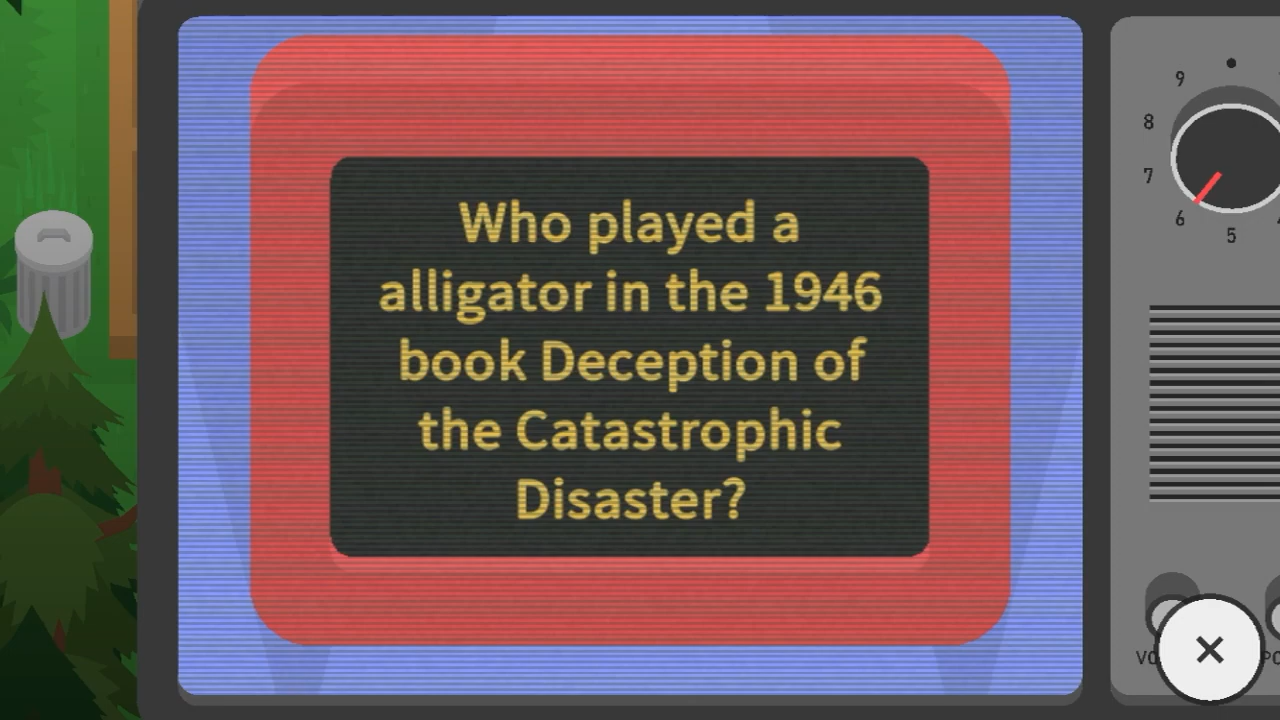 Who played a
alligator in the 1946
book Deception of
the Catastrophic
Disaster?
9
8
7
6
5